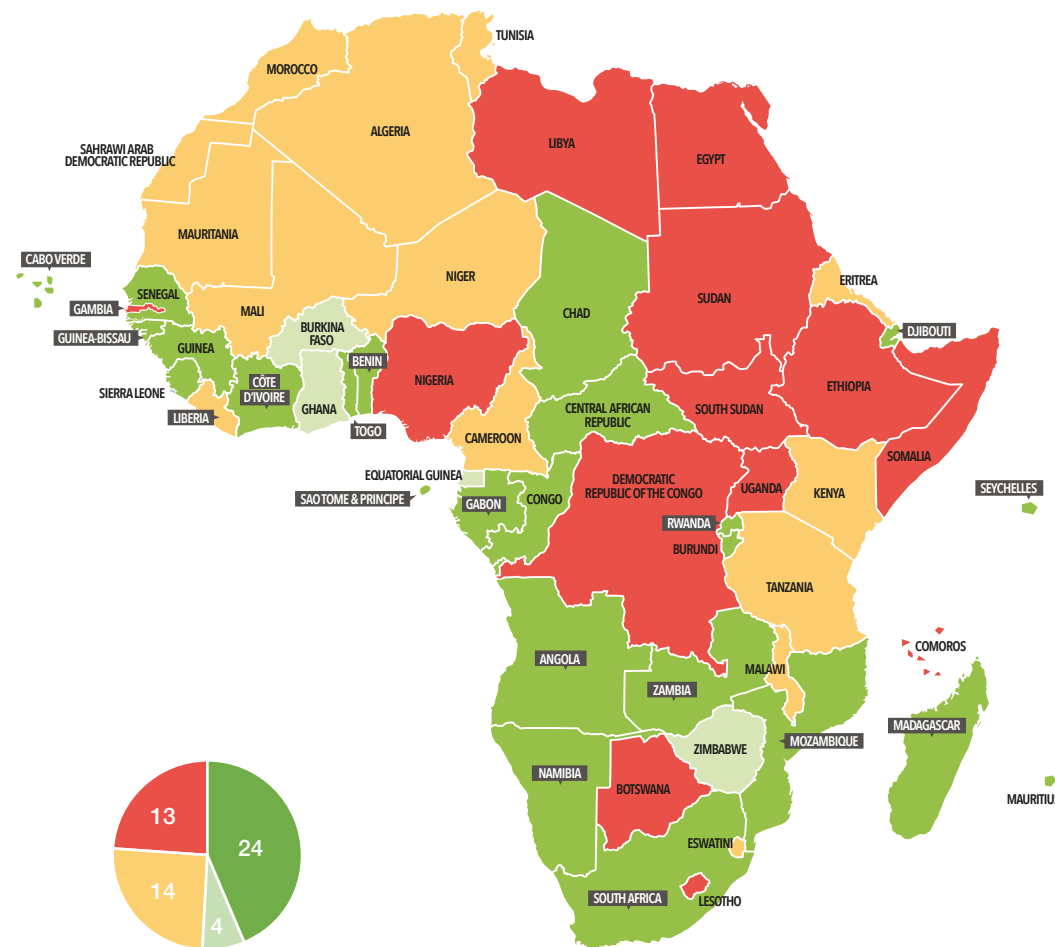 TUNISIA
MOROCCO
ALGERIA
LIBYA
EGYPT
SAHRAWI ARAB
DEMOCRATIC REPUBLIC
MAURITANIA
CABO VERDE
NIGER
ERITREA
SENEGAL
SUDAN
GAMBIA
MALI
CHAD
BURKINA
FASO
DJIBOUTI
GUINEA-BISSAU
GUINEA
BENIN
NIGERIA
CÔTE
D'IVOIRE
ETHIOPIA
SIERRA LEONE
GHANA
CENTRAL AFRICAN
REPUBLIC
SOUTH SUDAN
LIBERIA
TOGO
CAMEROON
SOMALIA
EQUATORIAL GUINEA
DEMOCRATIC
REPUBLIC OF THE CONGO
UGANDA
KENYA
SEYCHELLES
SAO TOME & PRINCIPE
GABON
CONGO
RWANDA
BURUNDI
TANZANIA
COMOROS
ANGOLA
MALAWI
ZAMBIA
MADAGASCAR
MOZAMBIQUE
ZIMBABWE
NAMIBIA
BOTSWANA
MAURITIU
ESWATINI
SOUTH AFRICA
LESOTHO
13
24
14
4